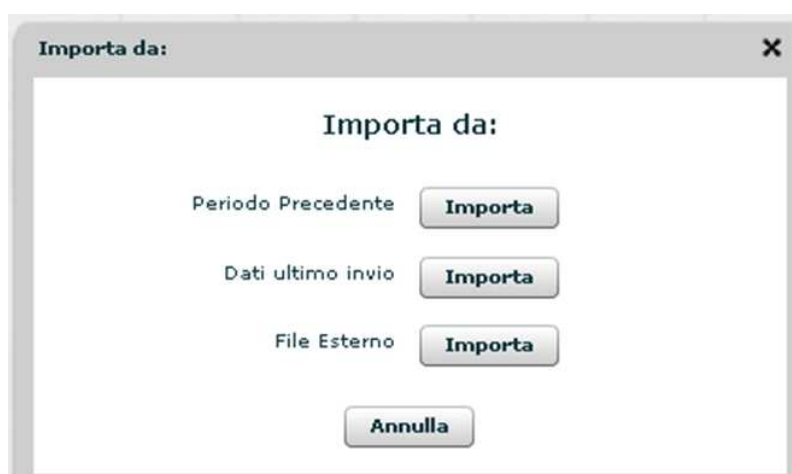 Importa da:
Importa da:
Periodo Precedente Importa
Dati ultimo invio Importa
File Esterno Importa
Annulla